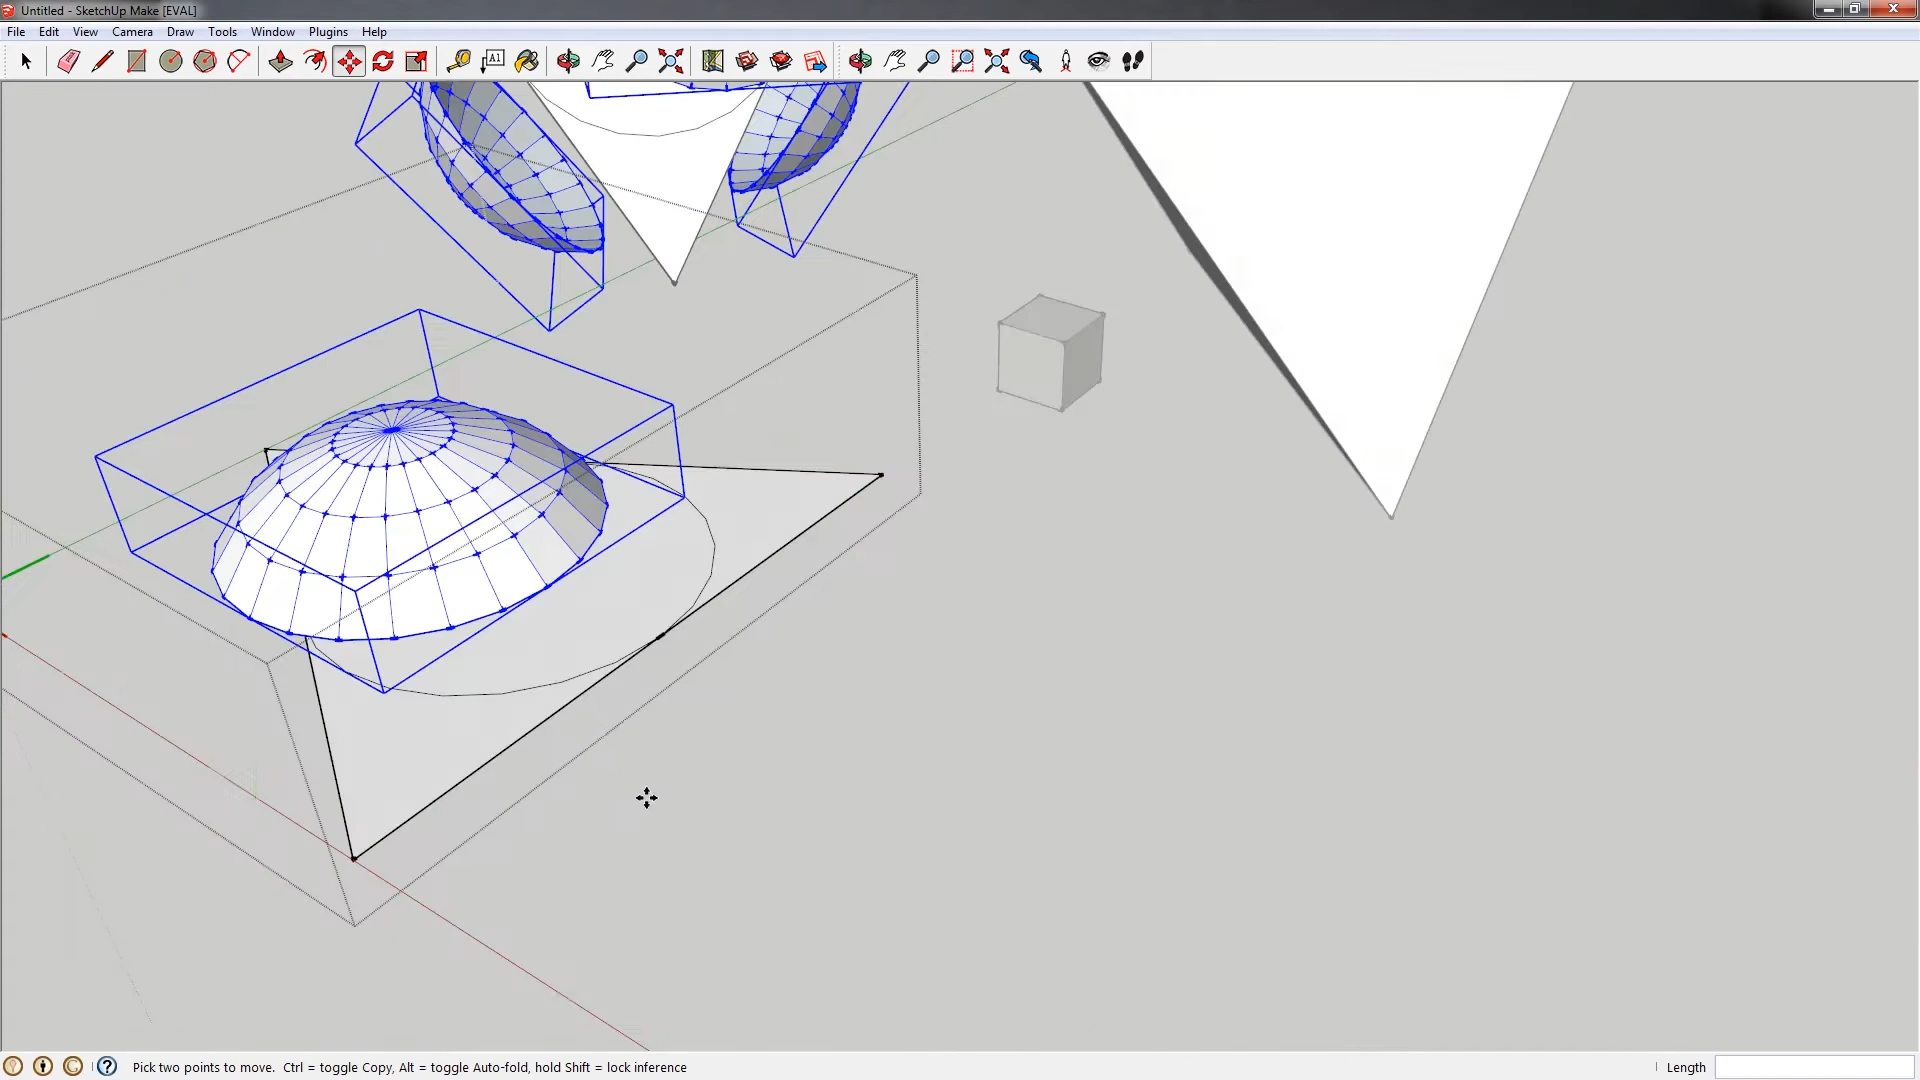 Untitled - SketchUp Make [EVAL]
File Edit View Camera Draw Tools Window Plugins Help
A1
Pick two points to move. Ctrl = toggle Copy, Alt = toggle Auto-fold, hold Shift = lock inference
Length